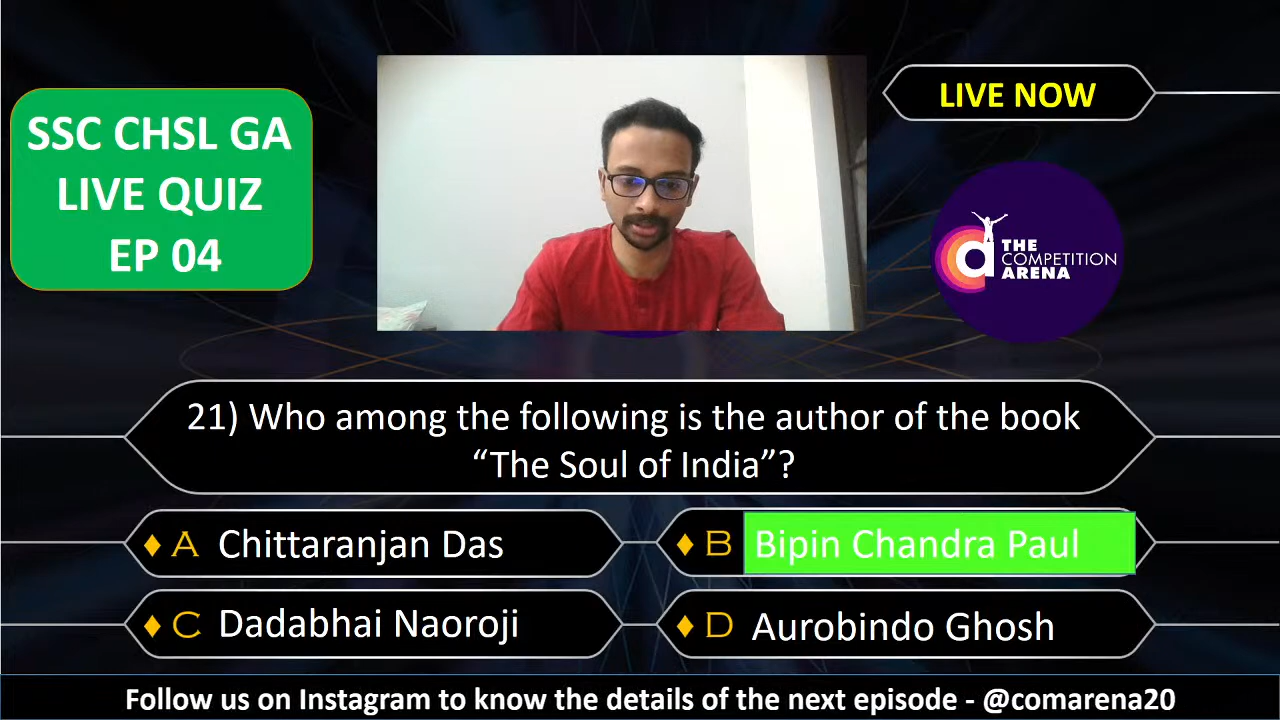 SSC CHSL GA
LIVE QUIZ
EP 04
LIVE NOW
d THE
COMPETITION
ARENA
21) Who among the following is the author of the book
“The Soul of India”?
♦ A Chittaranjan Das
♦ B Bipin Chandra Paul
♦ C Dadabhai Naoroji
♦ D Aurobindo Ghosh
Follow us on Instagram to know the details of the next episode - @comarena20